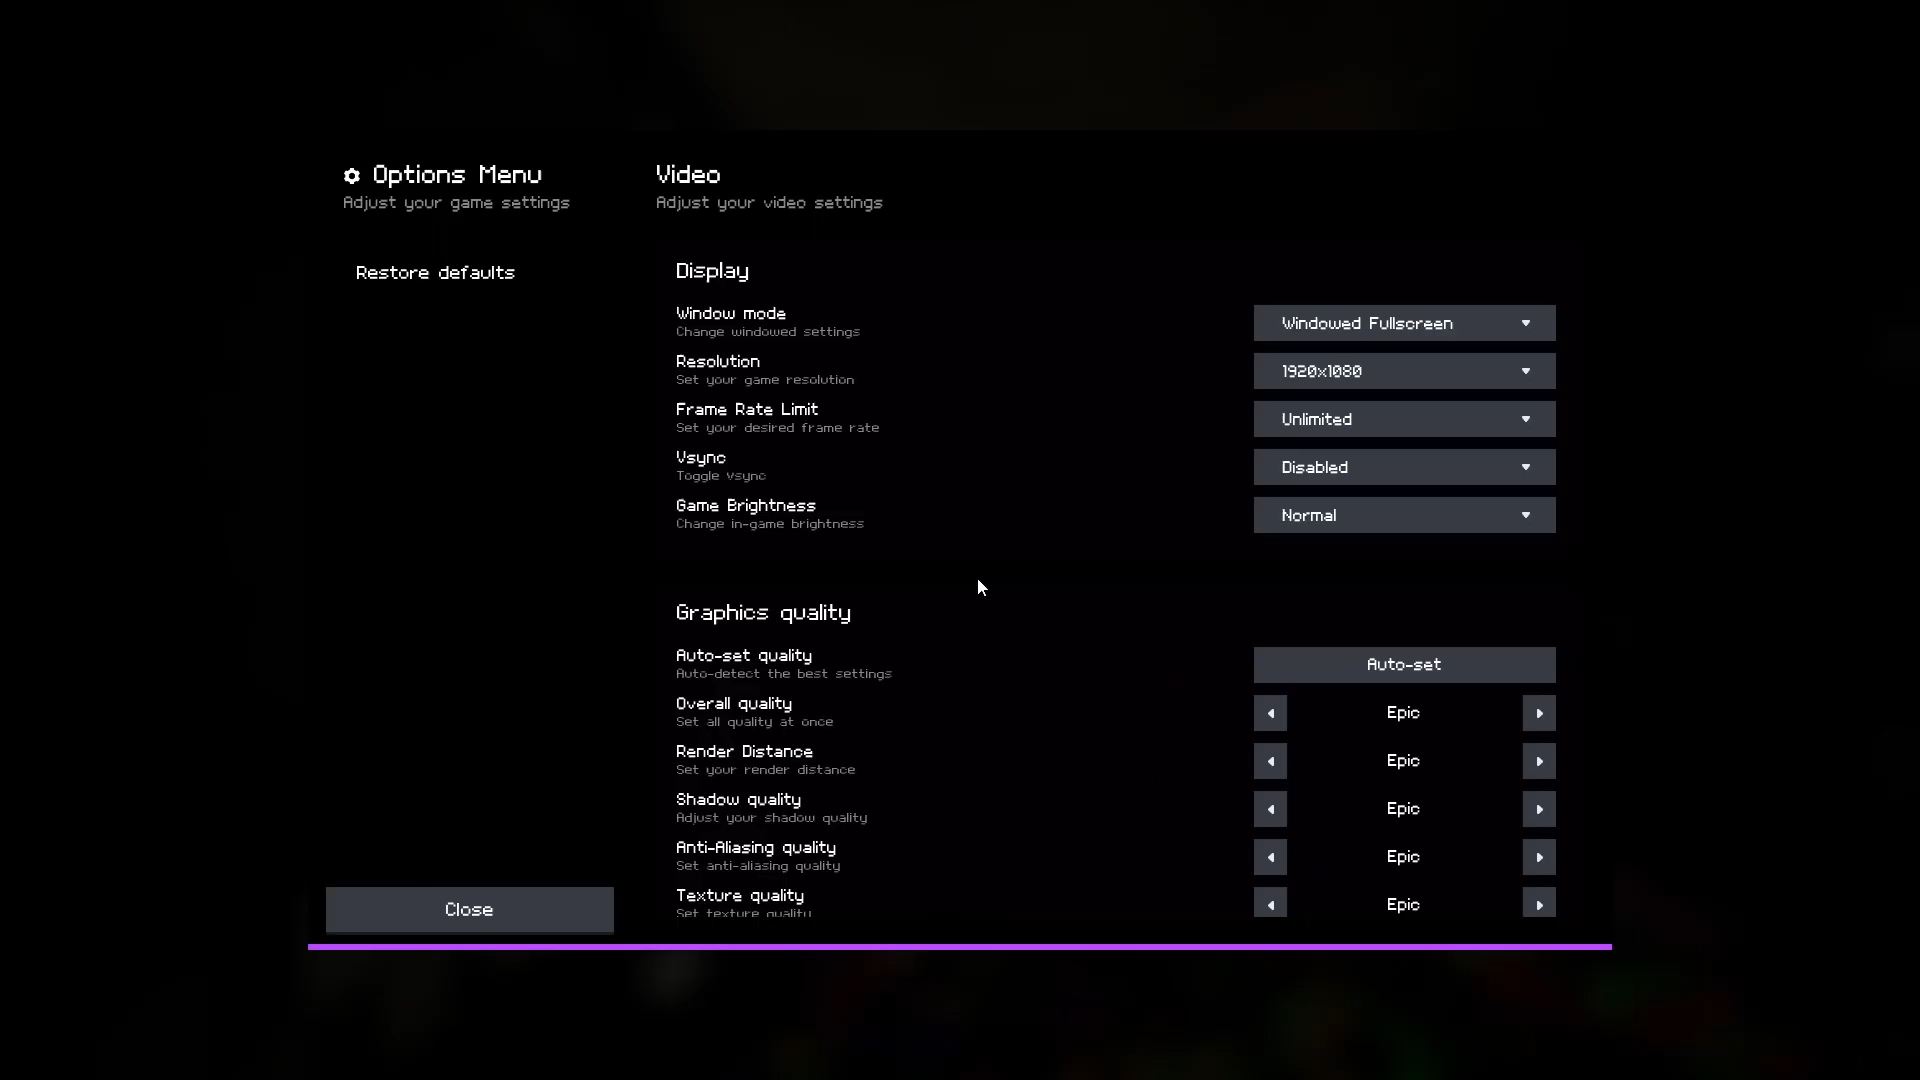 Options Menu
Adjust your game settings
Restore defaults
Close
Video
Adjust your video settings
Display
Window mode
Change windowed settings
Windowed Fullscreen
Resolution
Set your game resolution
1920x1080
Frame Rate Limit
Set your desired frame rate
Unlimited
Vsync
Toggle vsync
Disabled
Game Brightness
Change in-game brightness
Normal
Graphics quality
Auto-set quality
Auto-detect the best settings
Auto-set
Overall quality
Set all quality at once
Epic
Render Distance
Set your render distance
Epic
Shadow quality
Adjust your shadow quality
Epic
Anti-Aliasing quality
Set anti-aliasing quality
Epic
Texture quality
Set texture quality
Epic